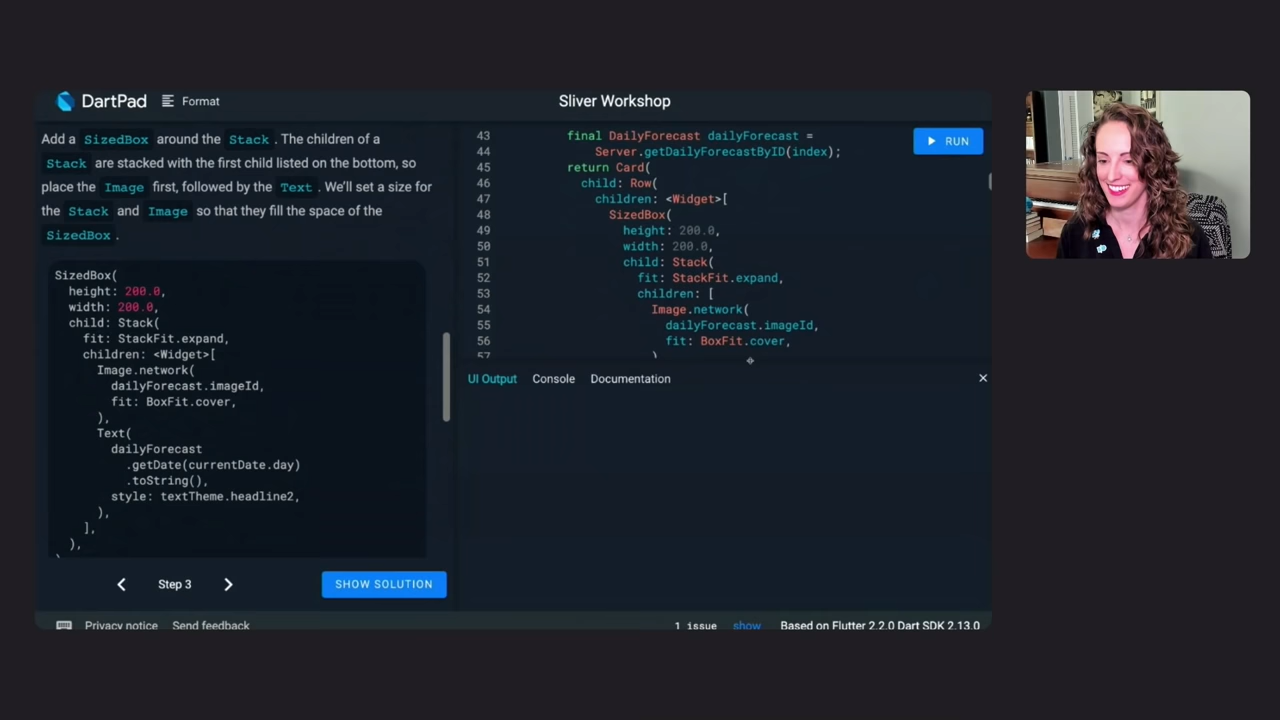 DartPad
Format
Sliver Workshop
Add a SizedBox around the Stack. The children of a
Stack are stacked with the first child listed on the bottom, so
place the Image first, followed by the Text. We'll set a size for
the Stack and Image so that they fill the space of the
SizedBox.
SizedBox(
height: 200.0,
width: 200.0,
child: Stack(
fit: StackFit.expand,
children: <Widget>[
Image.network(
dailyForecast.imageId,
fit: BoxFit.cover,
),
Text(
dailyForecast
.getDate(currentDate.day)
.toString(),
style: textTheme.headline2,
),
],
),
Step 3
SHOW SOLUTION
43 final DailyForecast dailyForecast =
44 Server.getDailyForecastByID(index);
45 return Card(
46 child: Row(
47 children: <Widget>[
48 SizedBox(
49 height: 200.0,
50 width: 200.0,
51 child: Stack(
52 fit: StackFit.expand,
53 children: [
54 Image.network(
55 dailyForecast.imageId,
56 fit: BoxFit.cover,
57 )
RUN
UI Output
Console
Documentation
Privacy notice
Send feedback
1 issue
show
Based on Flutter 2.2.0 Dart SDK 2.13.0